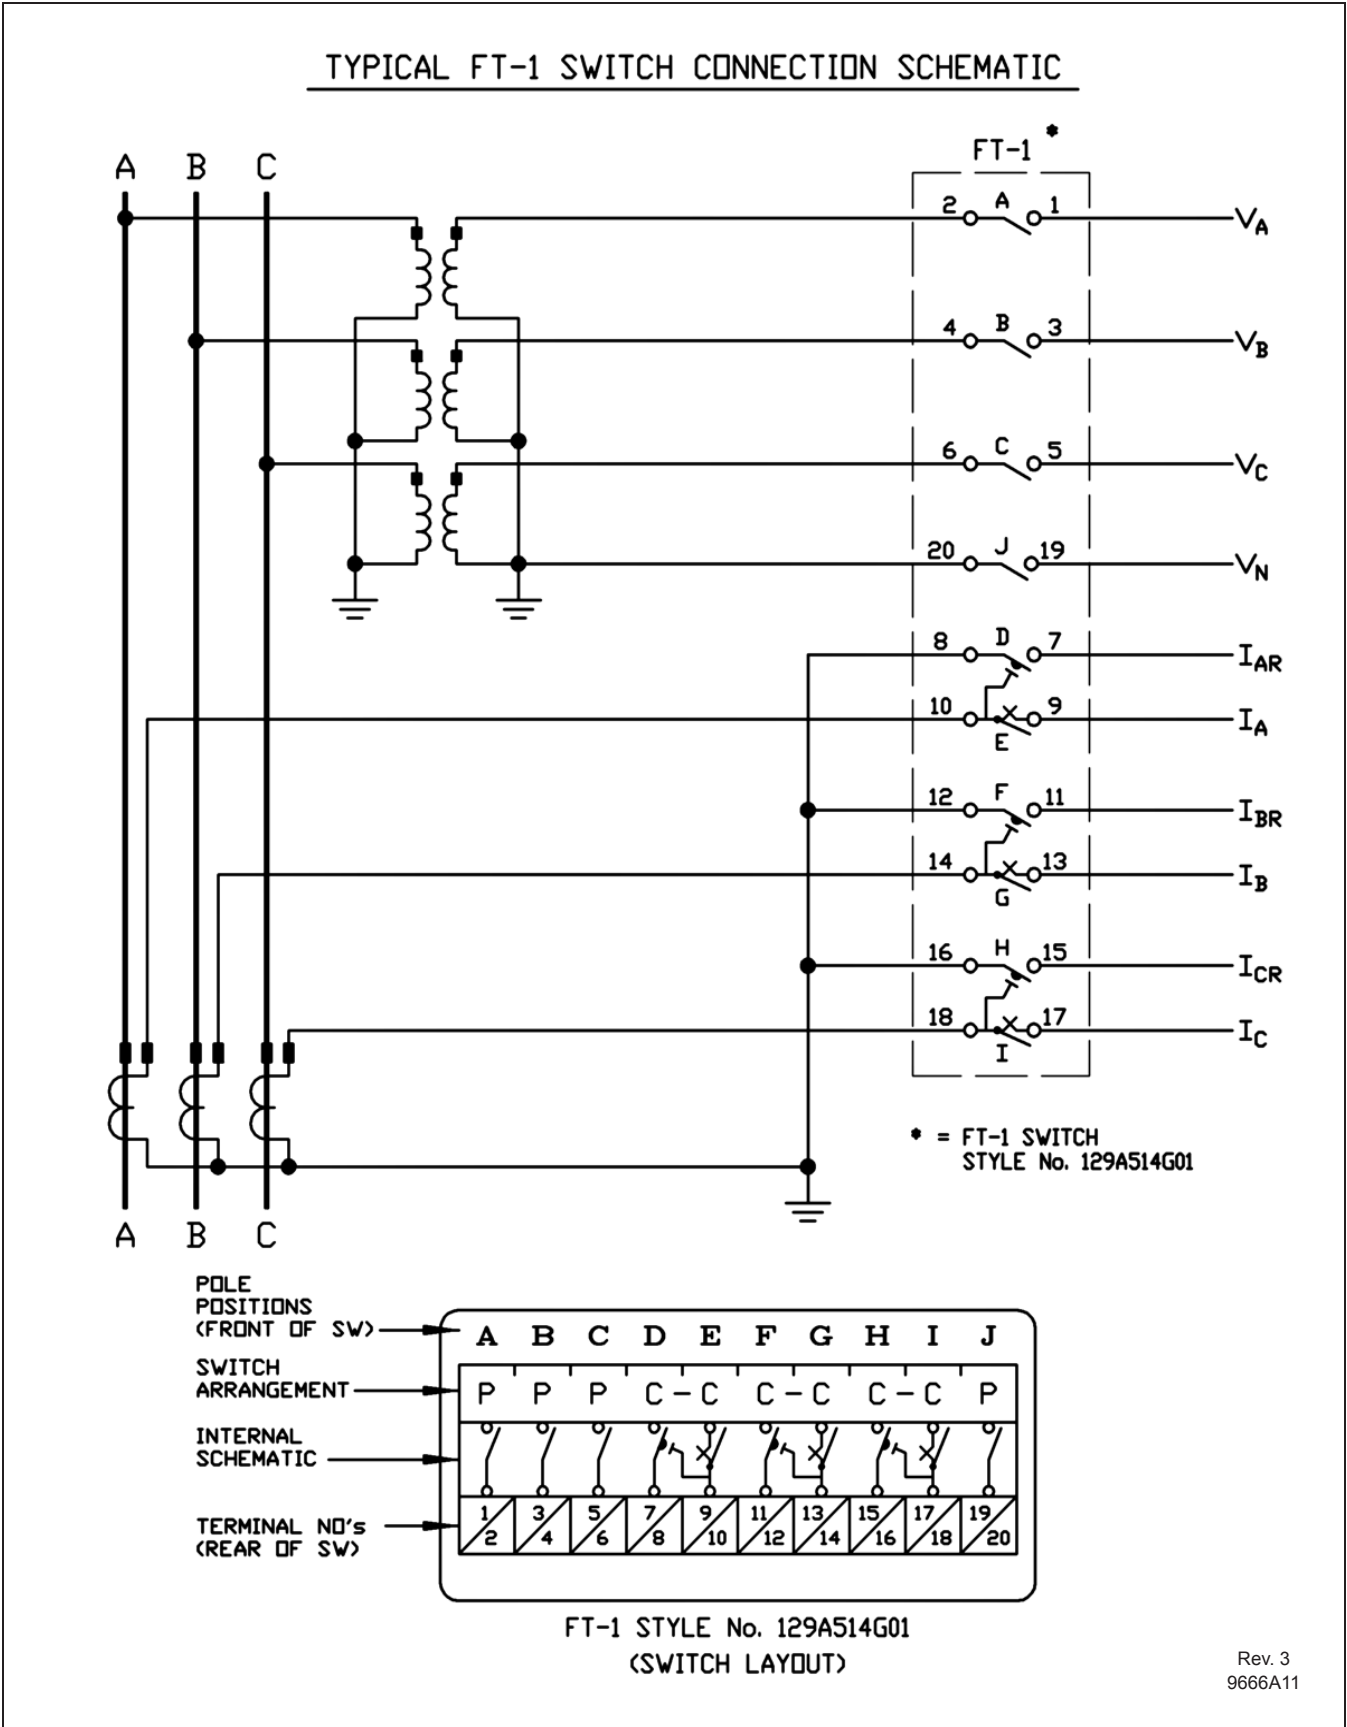 TYPICAL FT-1 SWITCH CONNECTION SCHEMATIC
A B C
FT-1 *
2 A 1 VA
4 B 3 VB
6 C 5 VC
20 J 19 VN
8 D 7 IAR
10 9 IA
E
12 F 11 IBR
14 13 IB
G
16 H 15 ICR
18 17 IC
I
* = FT-1 SWITCH
STYLE No. 129A514G01
A B C
POLE
POSITIONS
(FRONT OF SW)
A B C D E F G H I J
SWITCH
ARRANGEMENT
P P P C - C C - C C - C P
INTERNAL
SCHEMATIC
TERMINAL NO's
(REAR OF SW)
1 3 5 7 9 11 13 15 17 19
2 4 6 8 10 12 14 16 18 20
FT-1 STYLE No. 129A514G01
(SWITCH LAYOUT)
Rev. 3
9666A11